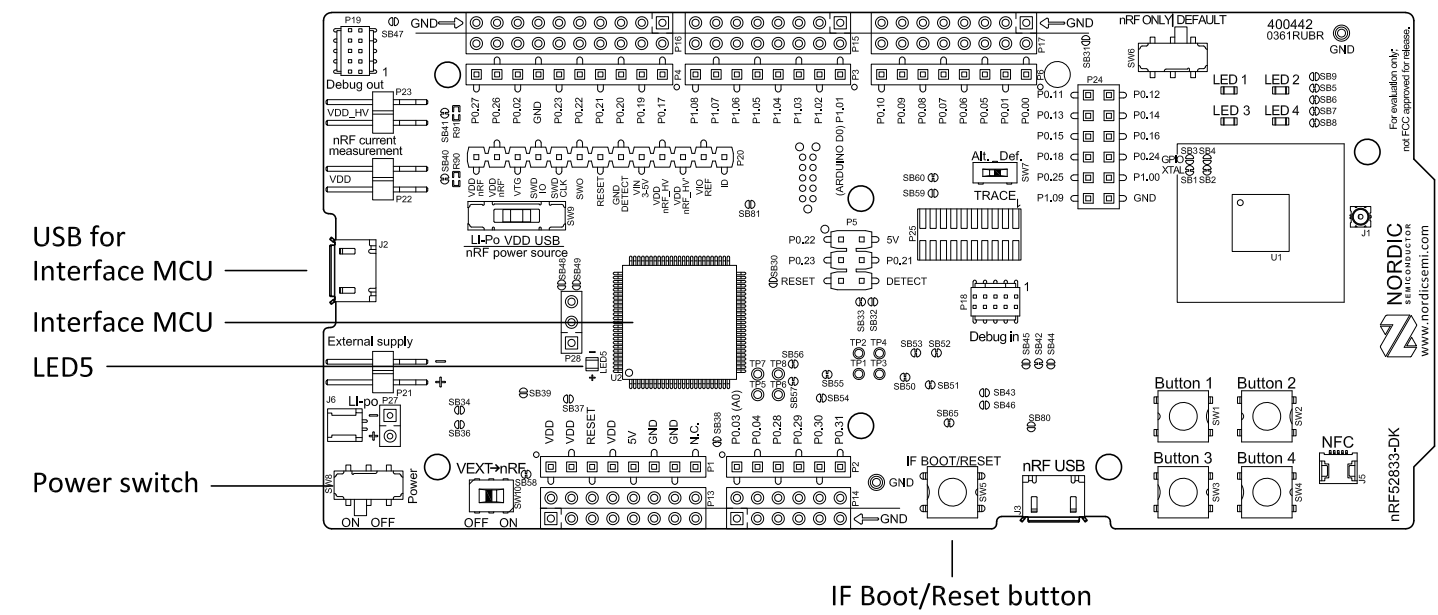 P19
SB47
1
Debug out
GND
P16
P15
P17
GND
SB31
nRF ONLY DEFAULT
SW6
400442
0361RUBR
GND
P4
P3
P6
P24
LED 1
LED 2
LED 3
LED 4
SB9
SB5
SB6
SB7
SB8
For evaluation only:
not FCC approved for release.
P23
VDD_HV
nRF current
measurement
VDD
P22
SB41
R91
SB40
R90
P0.27
P0.26
P0.02
GND
P0.23
P0.22
P0.21
P0.20
P0.19
P0.17
P1.08
P1.07
P1.06
P1.05
P1.04
P1.03
P1.02
P1.01
(ARDUINO D0)
P0.10
P0.09
P0.08
P0.07
P0.06
P0.05
P0.01
P0.00
P0.11
P0.12
P0.13
P0.14
P0.15
P0.16
P0.18
P0.24
P0.25
P1.00
P1.09
GND
SB3 SB4
GPIO
XTAL
SB1 SB2
P20
VDD
nRF
VDD
nRF'
VTG
SWD
IO
SWD
CLK
SWO
RESET
GND
DETECT
VIN
3-5V
VDD
nRF_HV
VDD
nRF_HV'
VIO
REF
ID
SW9
LI-Po VDD USB
nRF power source
SB81
SB60
SB59
Alt. Def.
SW7
TRACE
P25
P5
P0.22
5V
P0.23
P0.21
RESET
DETECT
SB30
SB33
SB32
P18
1
Debug in
U1
J1
NORDIC
SEMICONDUCTOR
www.nordicsemi.com
USB for
Interface MCU
J2
SB48
SB49
Interface MCU
P28
External supply
-
+
P21
LED5
-
LED5
+
U2
TP7 TP8
TP5 TP6
SB56
SB57
SB55
SB54
TP2 TP4
TP1 TP3
SB53 SB52
SB50
SB51
SB45
SB42
SB44
SB43
SB46
SB65
SB80
J6
LI-po
P27
-
+
SB34
SB36
SB39
SB37
VDD
VDD
RESET
VDD
5V
GND
GND
N.C.
SB38
P0.03 (A0)
P0.04
P0.28
P0.29
P0.30
P0.31
Button 1
SW1
Button 2
SW2
Button 3
SW3
Button 4
SW4
NFC
J5
nRF52833-DK
Power switch
SW8
Power
ON OFF
VEXT→nRF
SW10
SB58
OFF ON
P1
P13
P2
P14
GND
GND
IF BOOT/RESET
SW5
nRF USB
J3
IF Boot/Reset button